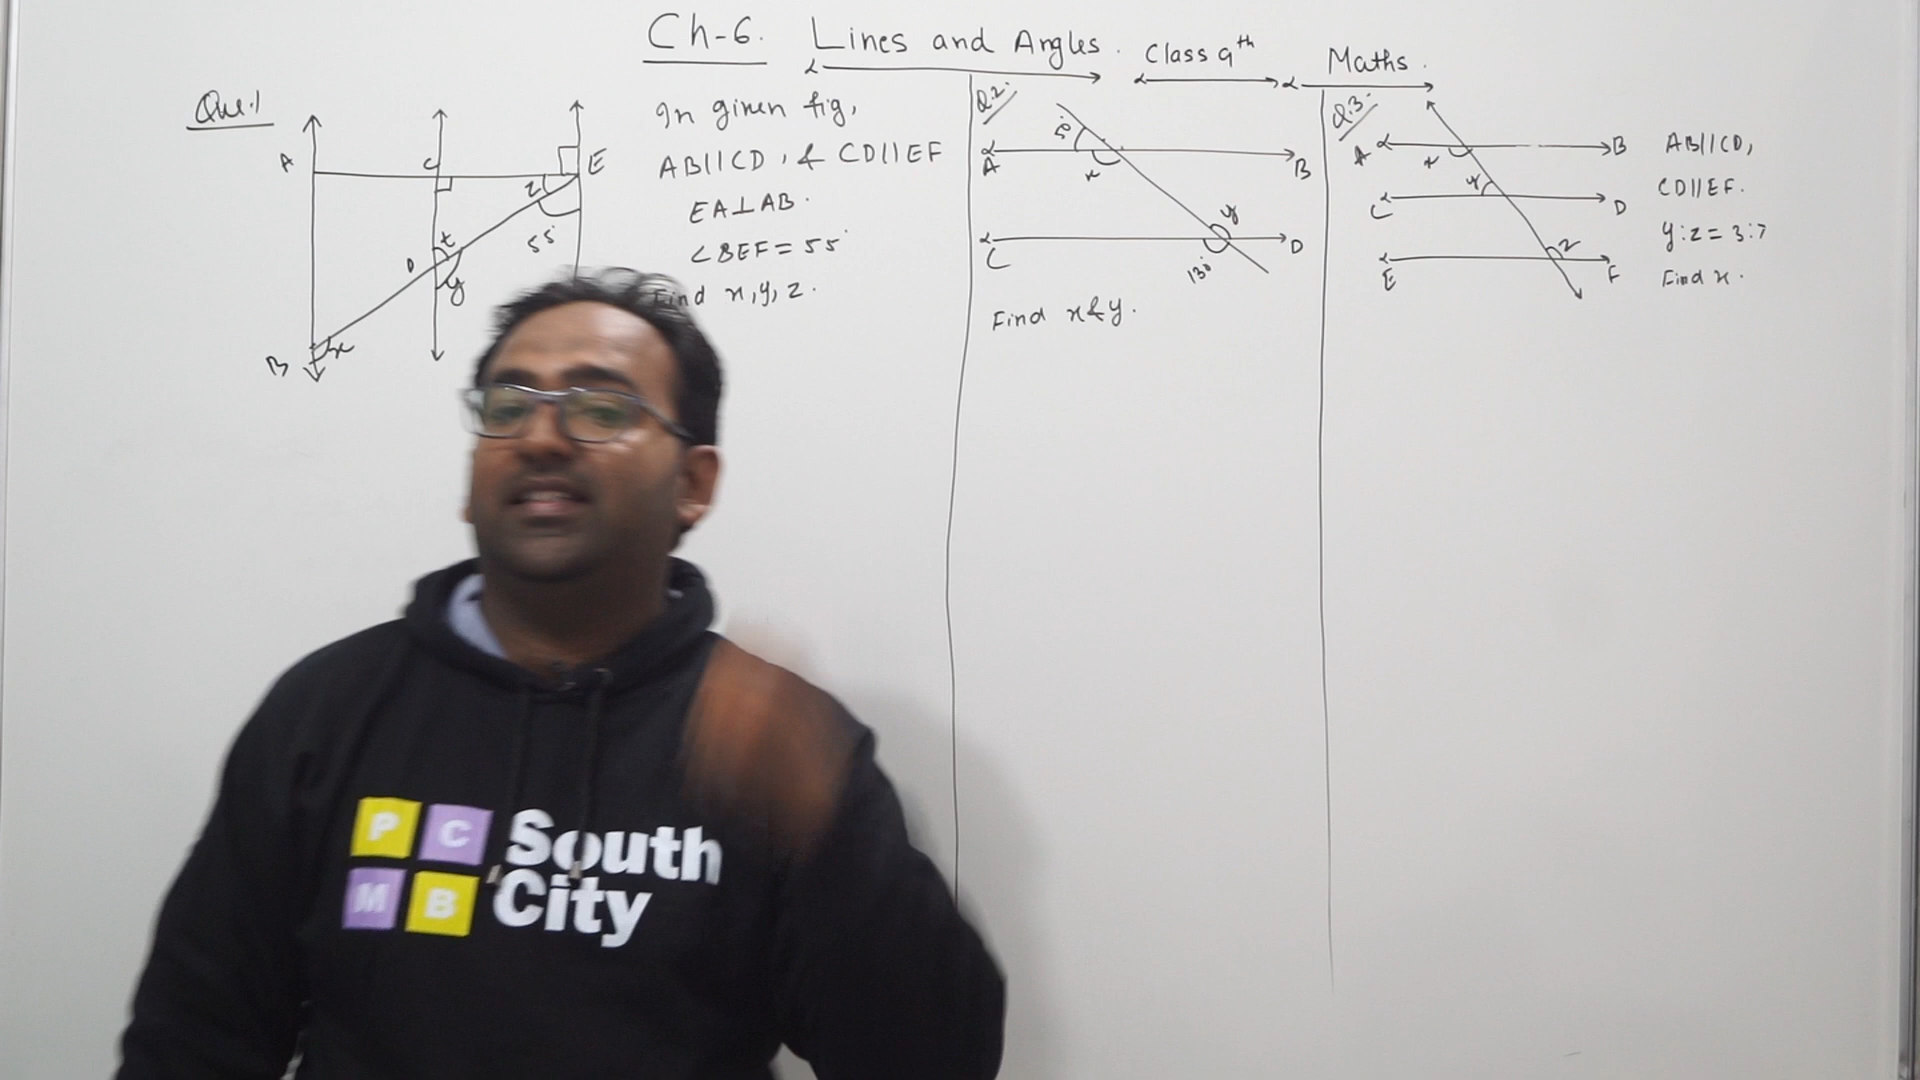 Ch-6. Lines and Angles. Class 9th Maths.
Que.1
A
C
E
z
55°
t
D
y
B
x
In given fig,
AB||CD, & CD||EF
EA⊥AB.
∠BEF = 55°
Find x, y, z.
Q.2.
50°
A
B
x
y
C
D
130°
Find x & y.
Q.3.
A
B
x
y
C
D
z
E
F
AB||CD,
CD||EF.
y:z = 3:7
Find x.
P C
M B
South
City